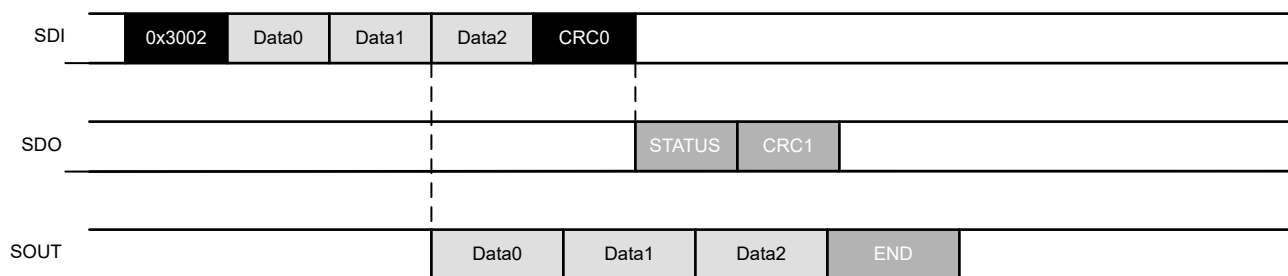 SDI 0x3002 Data0 Data1 Data2 CRC0
SDO STATUS CRC1
SOUT Data0 Data1 Data2 END